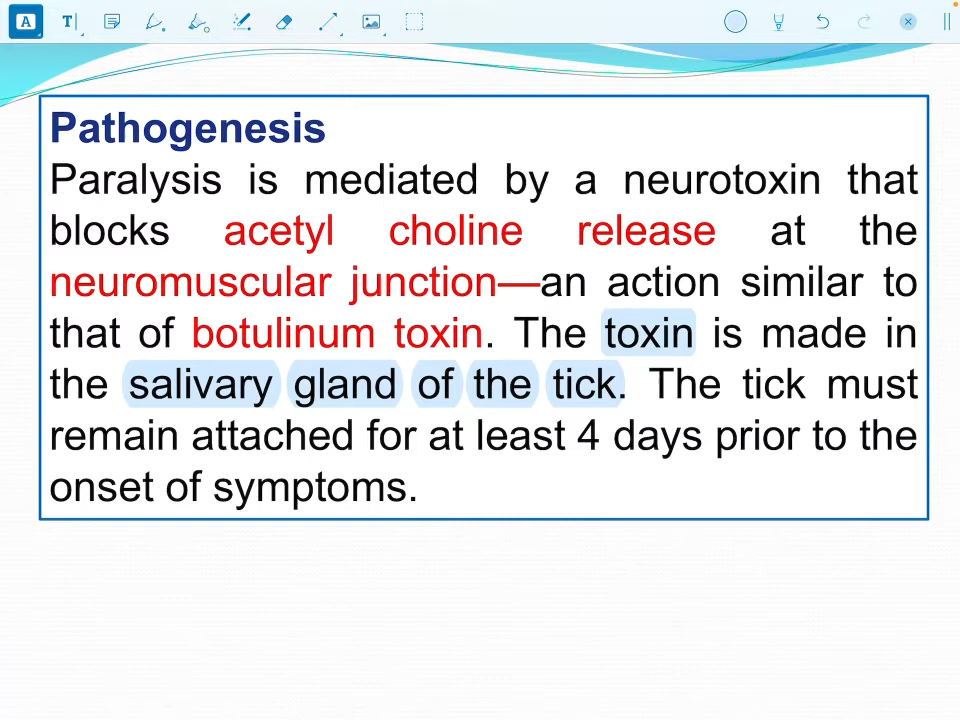 A
T
Pathogenesis
Paralysis is mediated by a neurotoxin that
blocks acetyl choline release at the
neuromuscular junction—an action similar to
that of botulinum toxin. The toxin is made in
the salivary gland of the tick. The tick must
remain attached for at least 4 days prior to the
onset of symptoms.